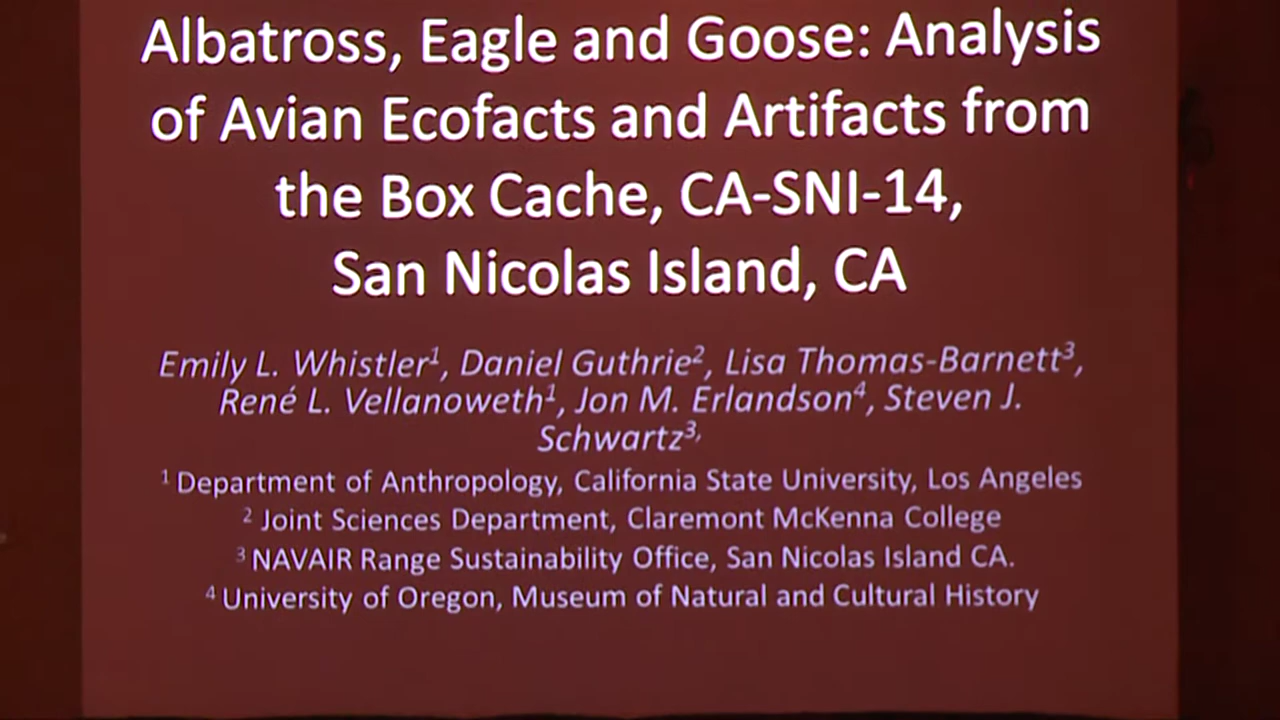 Albatross, Eagle and Goose: Analysis
of Avian Ecofacts and Artifacts from
the Box Cache, CA-SNI-14,
San Nicolas Island, CA
Emily L. Whistler¹, Daniel Guthrie², Lisa Thomas-Barnett³,
René L. Vellanoweth¹, Jon M. Erlandson⁴, Steven J.
Schwartz³,
¹ Department of Anthropology, California State University, Los Angeles
² Joint Sciences Department, Claremont McKenna College
³ NAVAIR Range Sustainability Office, San Nicolas Island CA.
⁴ University of Oregon, Museum of Natural and Cultural History